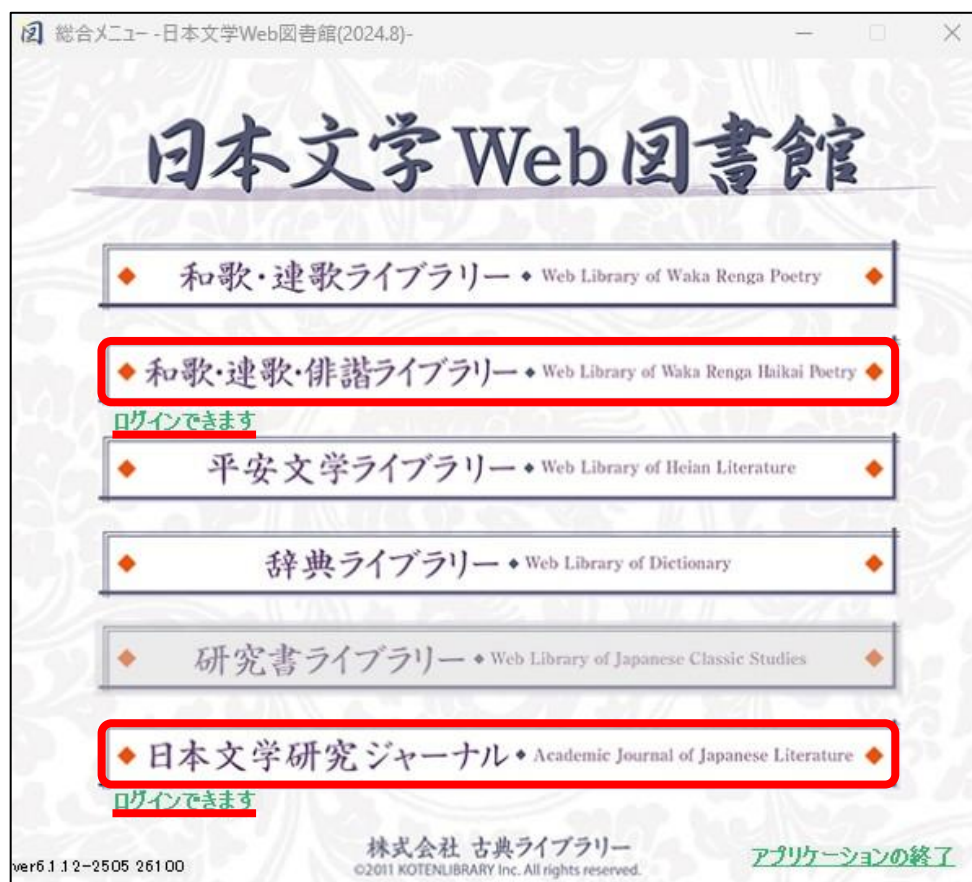 総合メニュー -日本文学Web図書館(2024.8)-
日本文学Web図書館
和歌・連歌ライブラリー Web Library of Waka Renga Poetry
和歌・連歌・俳諧ライブラリー Web Library of Waka Renga Haikai Poetry
ログインできます
平安文学ライブラリー Web Library of Heian Literature
辞典ライブラリー Web Library of Dictionary
研究書ライブラリー Web Library of Japanese Classic Studies
日本文学研究ジャーナル Academic Journal of Japanese Literature
ログインできます
株式会社 古典ライブラリー
©2011 KOTENLIBRARY Inc. All rights reserved.
ver6.1.12-2505 26100
アプリケーションの終了